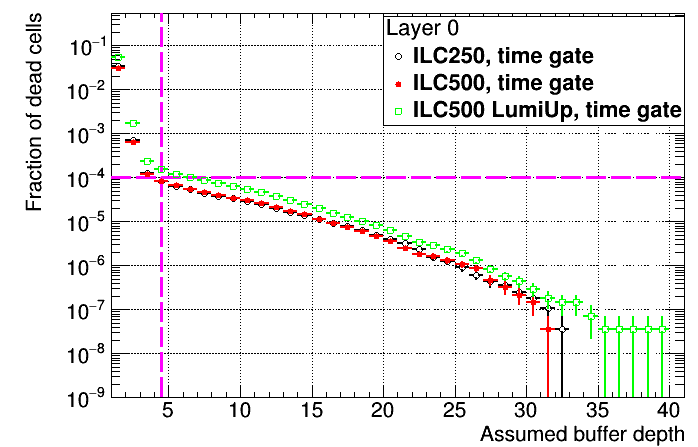 Layer 0
ILC250, time gate
ILC500, time gate
ILC500 LumiUp, time gate
Fraction of dead cells
10⁻¹
10⁻²
10⁻³
10⁻⁴
10⁻⁵
10⁻⁶
10⁻⁷
10⁻⁸
10⁻⁹
5 10 15 20 25 30 35 40
Assumed buffer depth